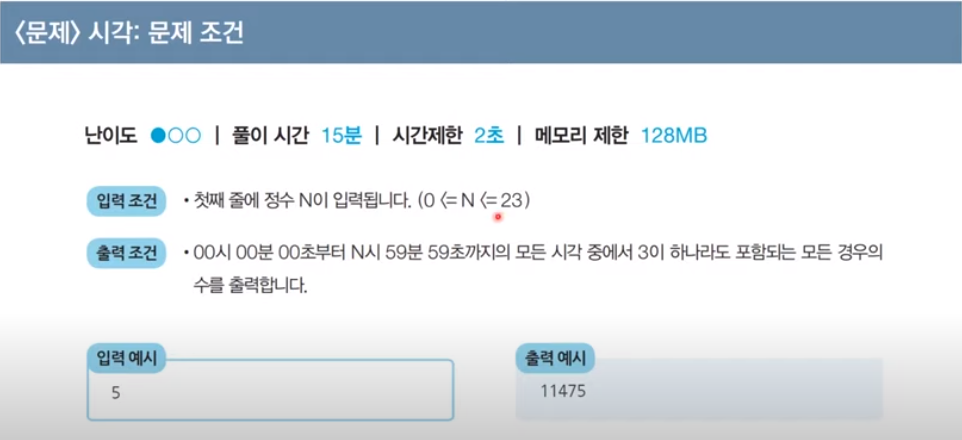 〈문제〉 시각: 문제 조건
난이도 ●○○ | 풀이 시간 15분 | 시간제한 2초 | 메모리 제한 128MB
입력 조건 • 첫째 줄에 정수 N이 입력됩니다. (0 <= N <= 23)
출력 조건 • 00시 00분 00초부터 N시 59분 59초까지의 모든 시각 중에서 3이 하나라도 포함되는 모든 경우의
수를 출력합니다.
입력 예시
5
출력 예시
11475